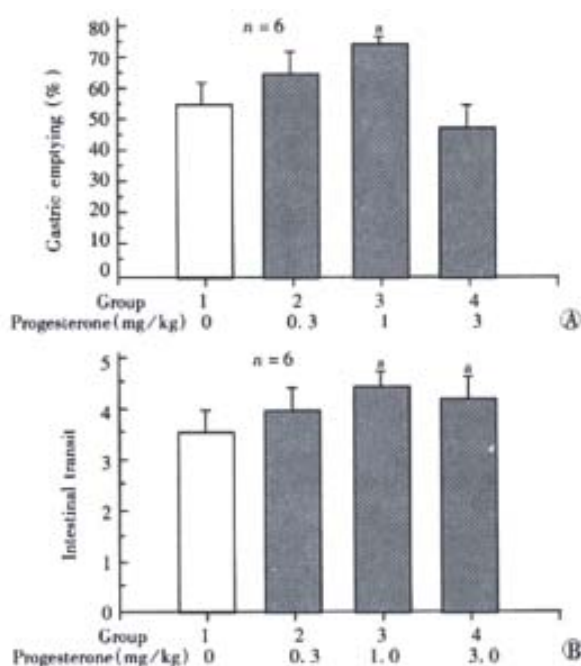 80
n = 6
a
70
60
50
40
30
20
10
0
Gastric emptying (%)
Group 1 2 3 4
Progesterone(mg/kg) 0 0.3 1 3
A
5
n = 6
a a
4
3
2
1
0
Intestinal transit
Group 1 2 3 4
Progesterone(mg/kg) 0 0.3 1.0 3.0
B